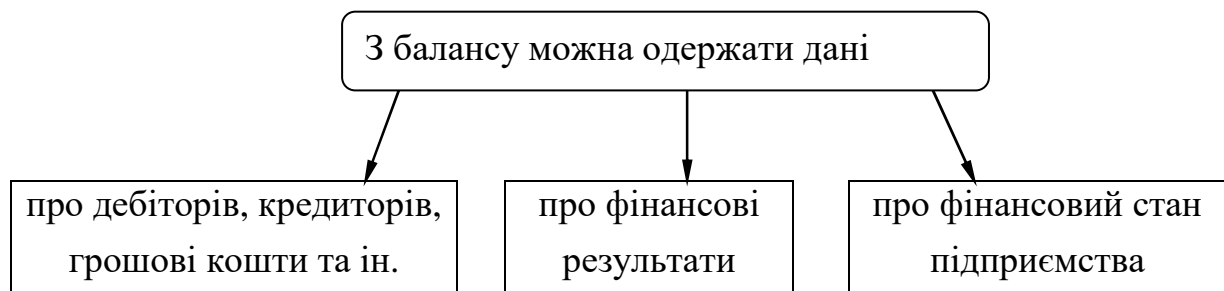 З балансу можна одержати дані
про дебіторів, кредиторів,
грошові кошти та ін.
про фінансові
результати
про фінансовий стан
підприємства